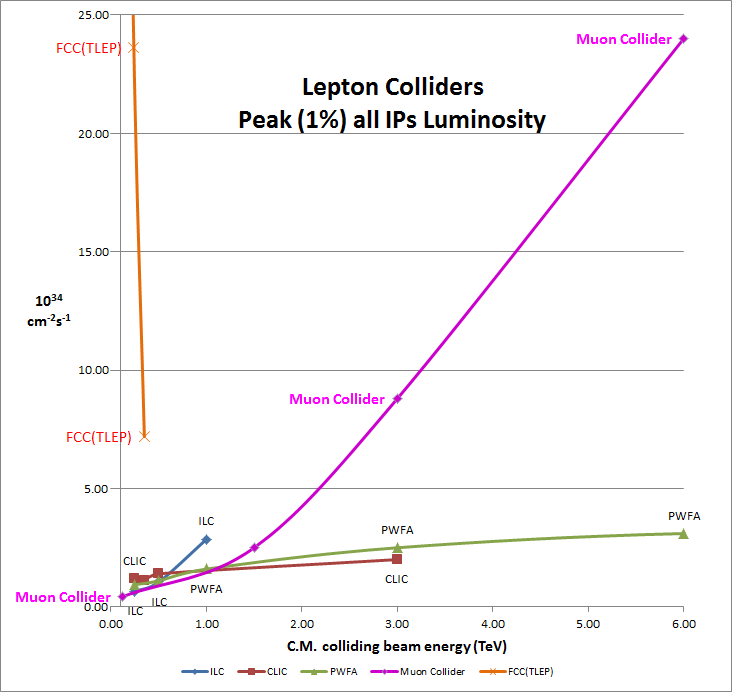 25.00
FCC(TLEP)
Muon Collider
Lepton Colliders
Peak (1%) all IPs Luminosity
20.00
15.00
10³⁴
cm⁻²s⁻¹
10.00
Muon Collider
FCC(TLEP)
5.00
ILC
PWFA
PWFA
CLIC
CLIC
PWFA
Muon Collider
ILC
ILC
0.00
0.00 1.00 2.00 3.00 4.00 5.00 6.00
C.M. colliding beam energy (TeV)
ILC CLIC PWFA Muon Collider FCC(TLEP)